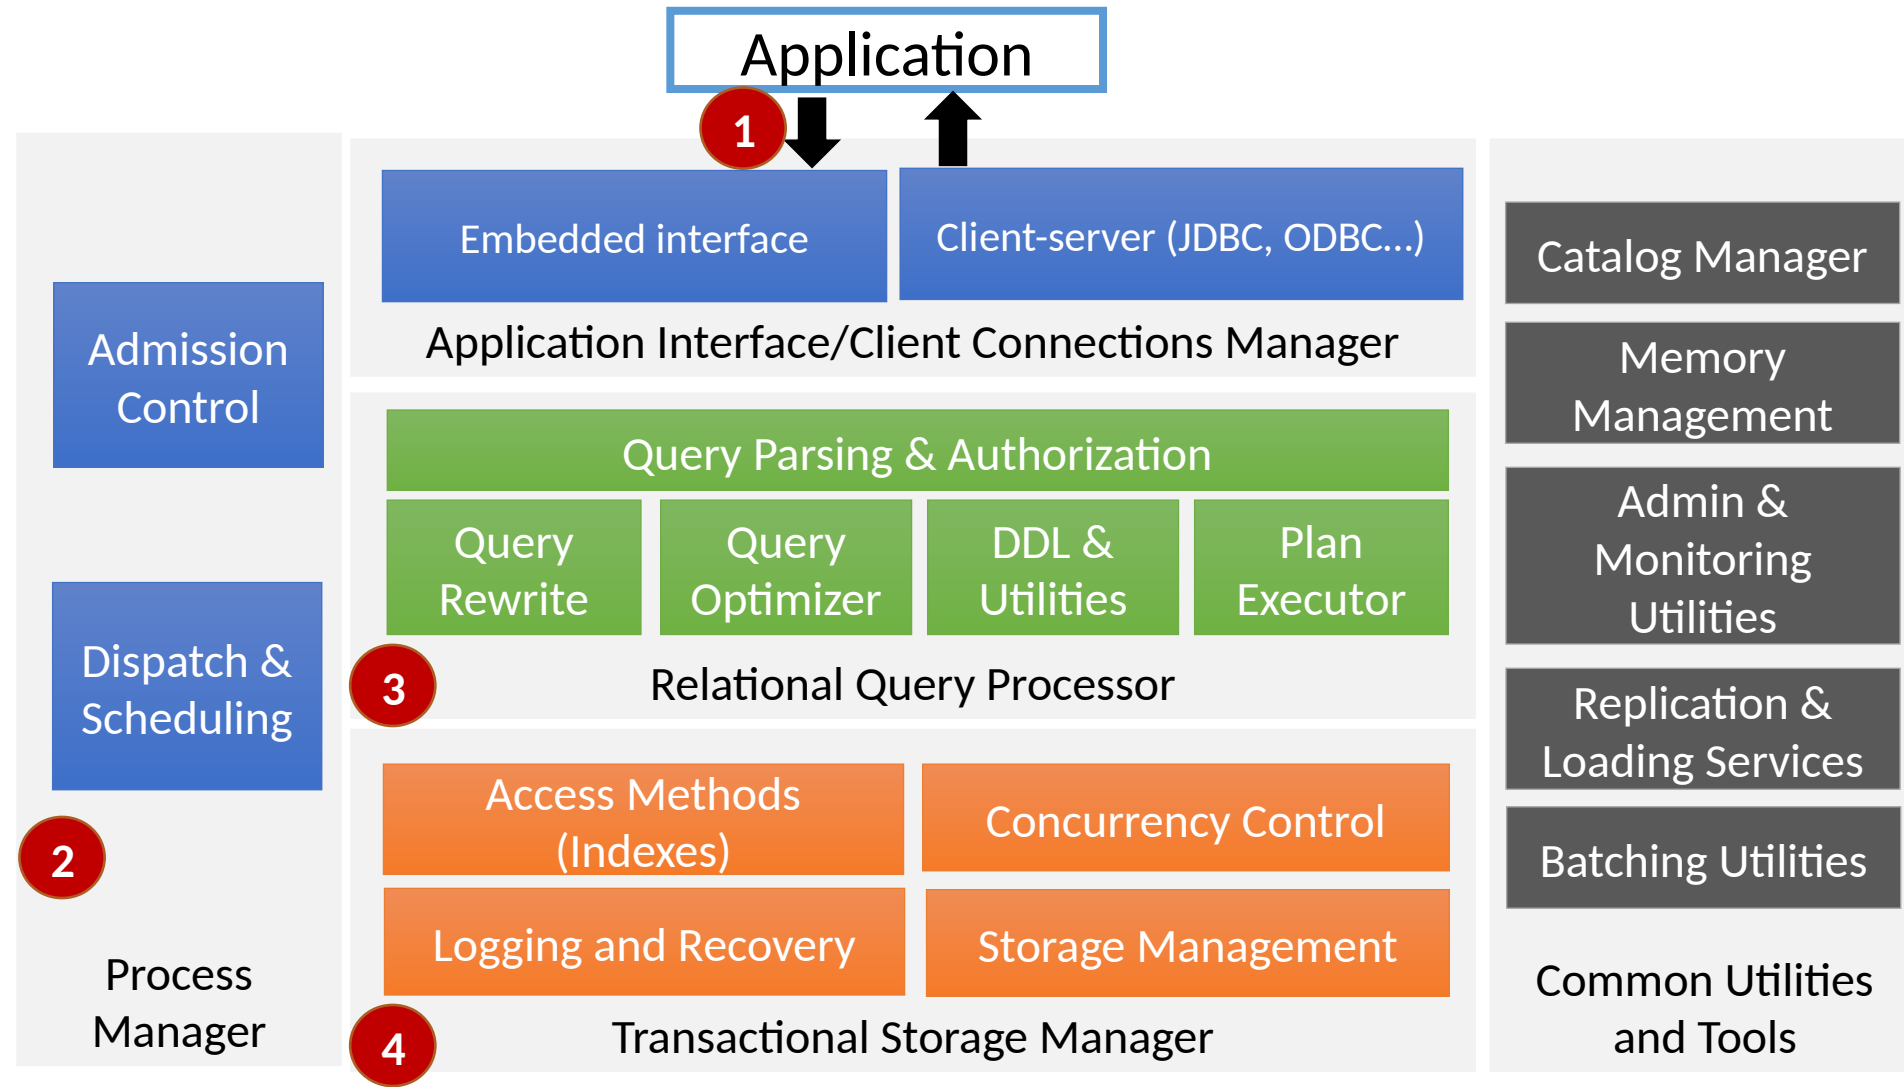 Application
1
Embedded interface
Client-server (JDBC, ODBC...)
Application Interface/Client Connections Manager
Admission
Control
Dispatch &
Scheduling
2
Process
Manager
Query Parsing & Authorization
Query
Rewrite
Query
Optimizer
DDL &
Utilities
Plan
Executor
3
Relational Query Processor
Access Methods
(Indexes)
Concurrency Control
Logging and Recovery
Storage Management
4
Transactional Storage Manager
Catalog Manager
Memory
Management
Admin &
Monitoring
Utilities
Replication &
Loading Services
Batching Utilities
Common Utilities
and Tools